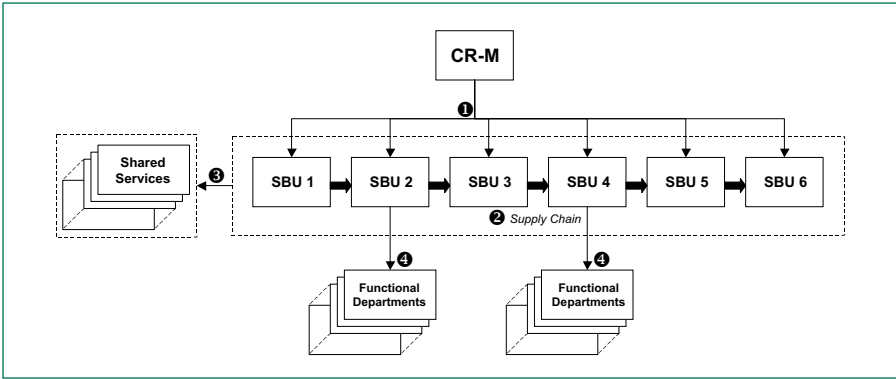 CR-M
❶
Shared
Services
❸
SBU 1
SBU 2
SBU 3
SBU 4
SBU 5
SBU 6
❷ Supply Chain
❹
❹
Functional
Departments
Functional
Departments